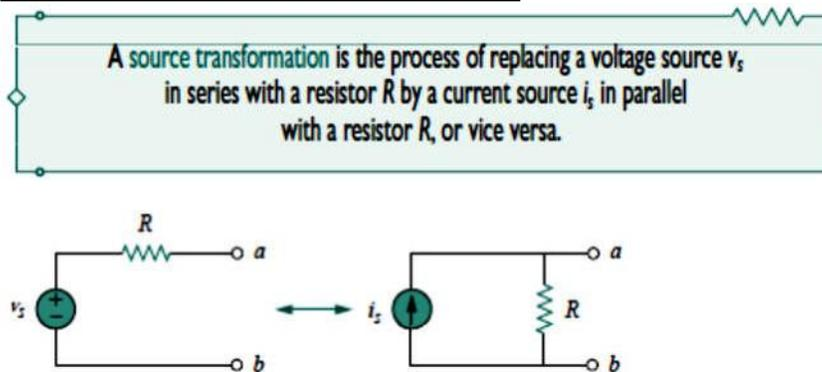 A source transformation is the process of replacing a voltage source vs
in series with a resistor R by a current source is in parallel
with a resistor R, or vice versa.
R
a
vs
+
−
b
a
is
R
b